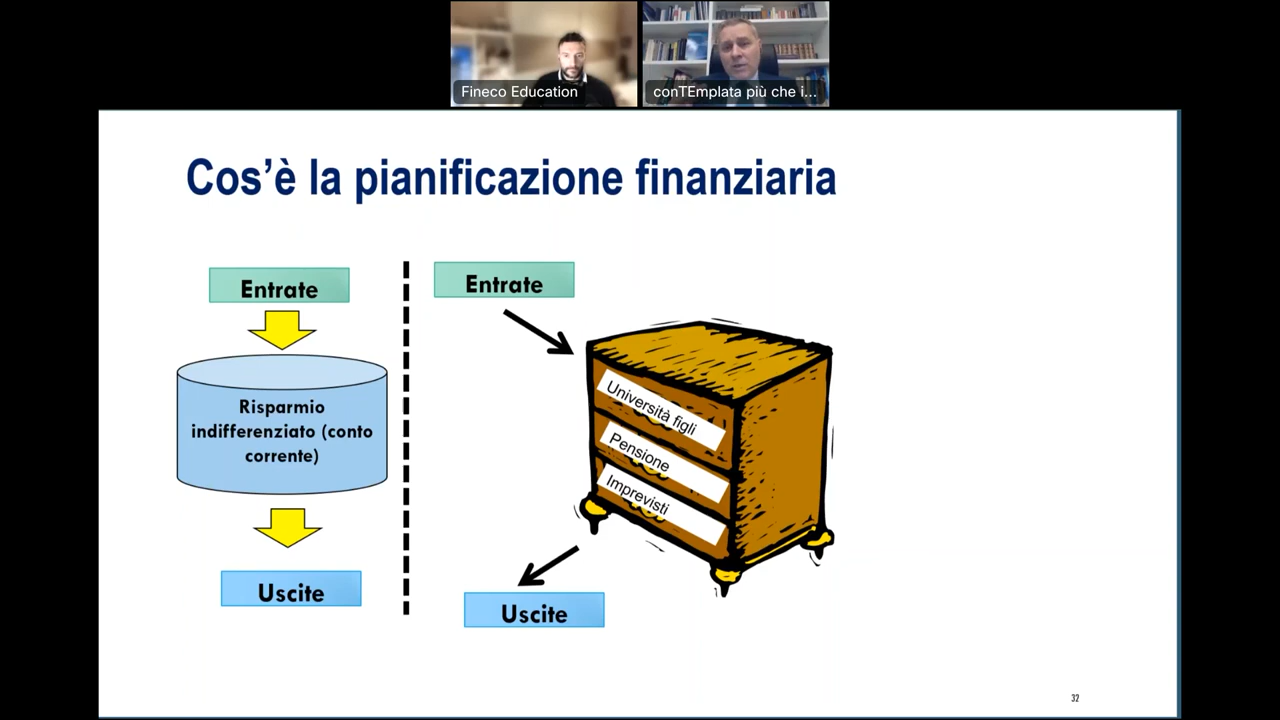 Fineco Education
conTEmplata più che i...
Cos'è la pianificazione finanziaria
Entrate
Risparmio
indifferenziato (conto
corrente)
Uscite
Entrate
Università figli
Pensione
Imprevisti
Uscite
32